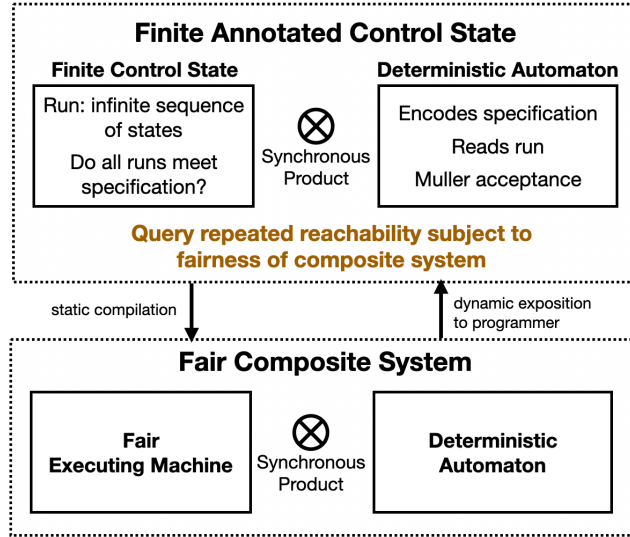 Finite Annotated Control State
Finite Control State
Run: infinite sequence
of states
Do all runs meet
specification?
Synchronous
Product
Deterministic Automaton
Encodes specification
Reads run
Muller acceptance
Query repeated reachability subject to
fairness of composite system
static compilation
dynamic exposition
to programmer
Fair Composite System
Fair
Executing Machine
Synchronous
Product
Deterministic
Automaton